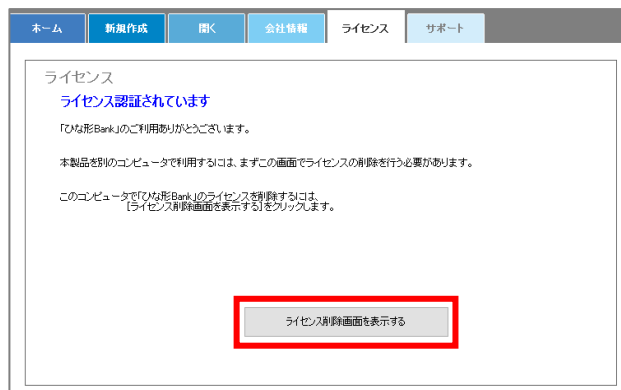 ホーム 新規作成 開く 会社情報 ライセンス サポート
ライセンス
ライセンス認証されています
「ひな形Bank」のご利用ありがとうございます。
本製品を別のコンピュータで利用するには、まずこの画面でライセンスの削除を行う必要があります。
このコンピュータで「ひな形Bank」のライセンスを削除するには、
[ライセンス削除画面を表示する]をクリックします。
ライセンス削除画面を表示する